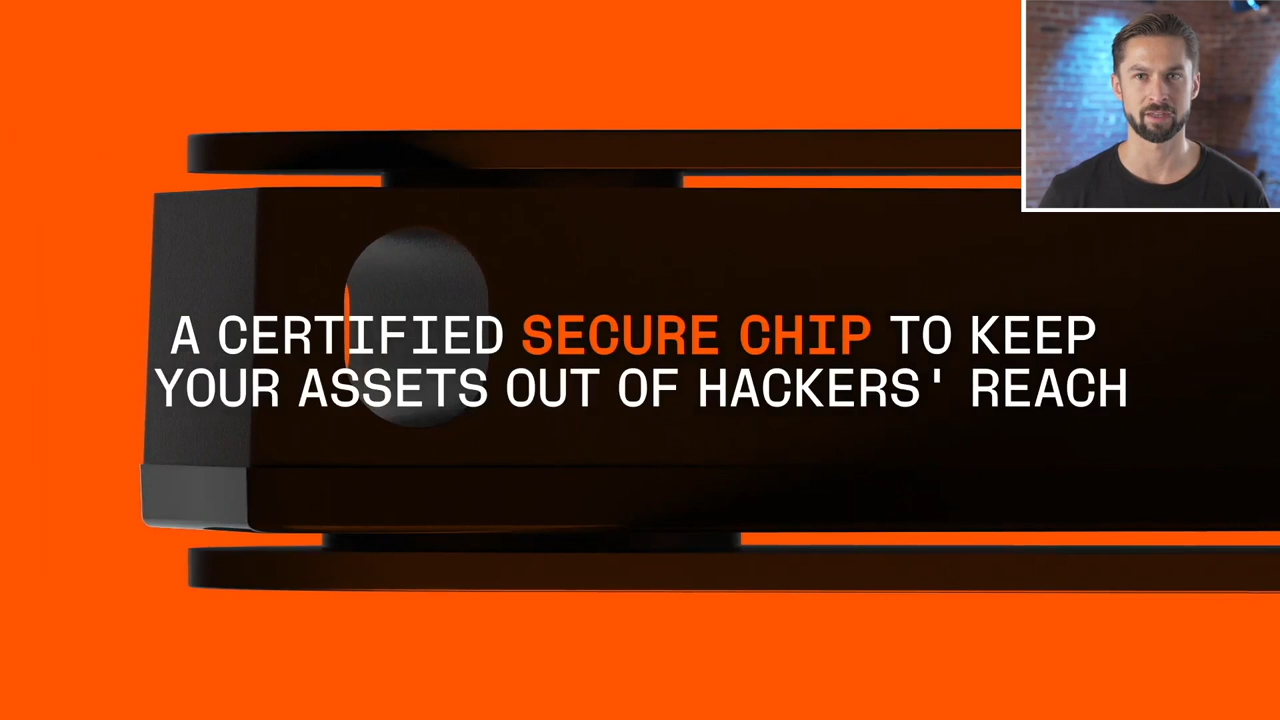 A CERTIFIED SECURE CHIP TO KEEP
YOUR ASSETS OUT OF HACKERS' REACH